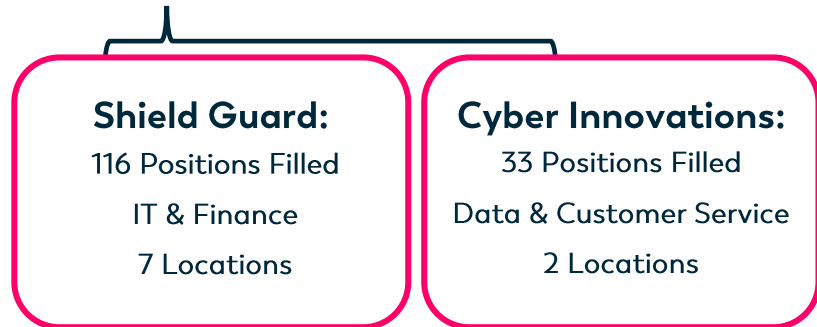 Shield Guard:
116 Positions Filled
IT & Finance
7 Locations
Cyber Innovations:
33 Positions Filled
Data & Customer Service
2 Locations